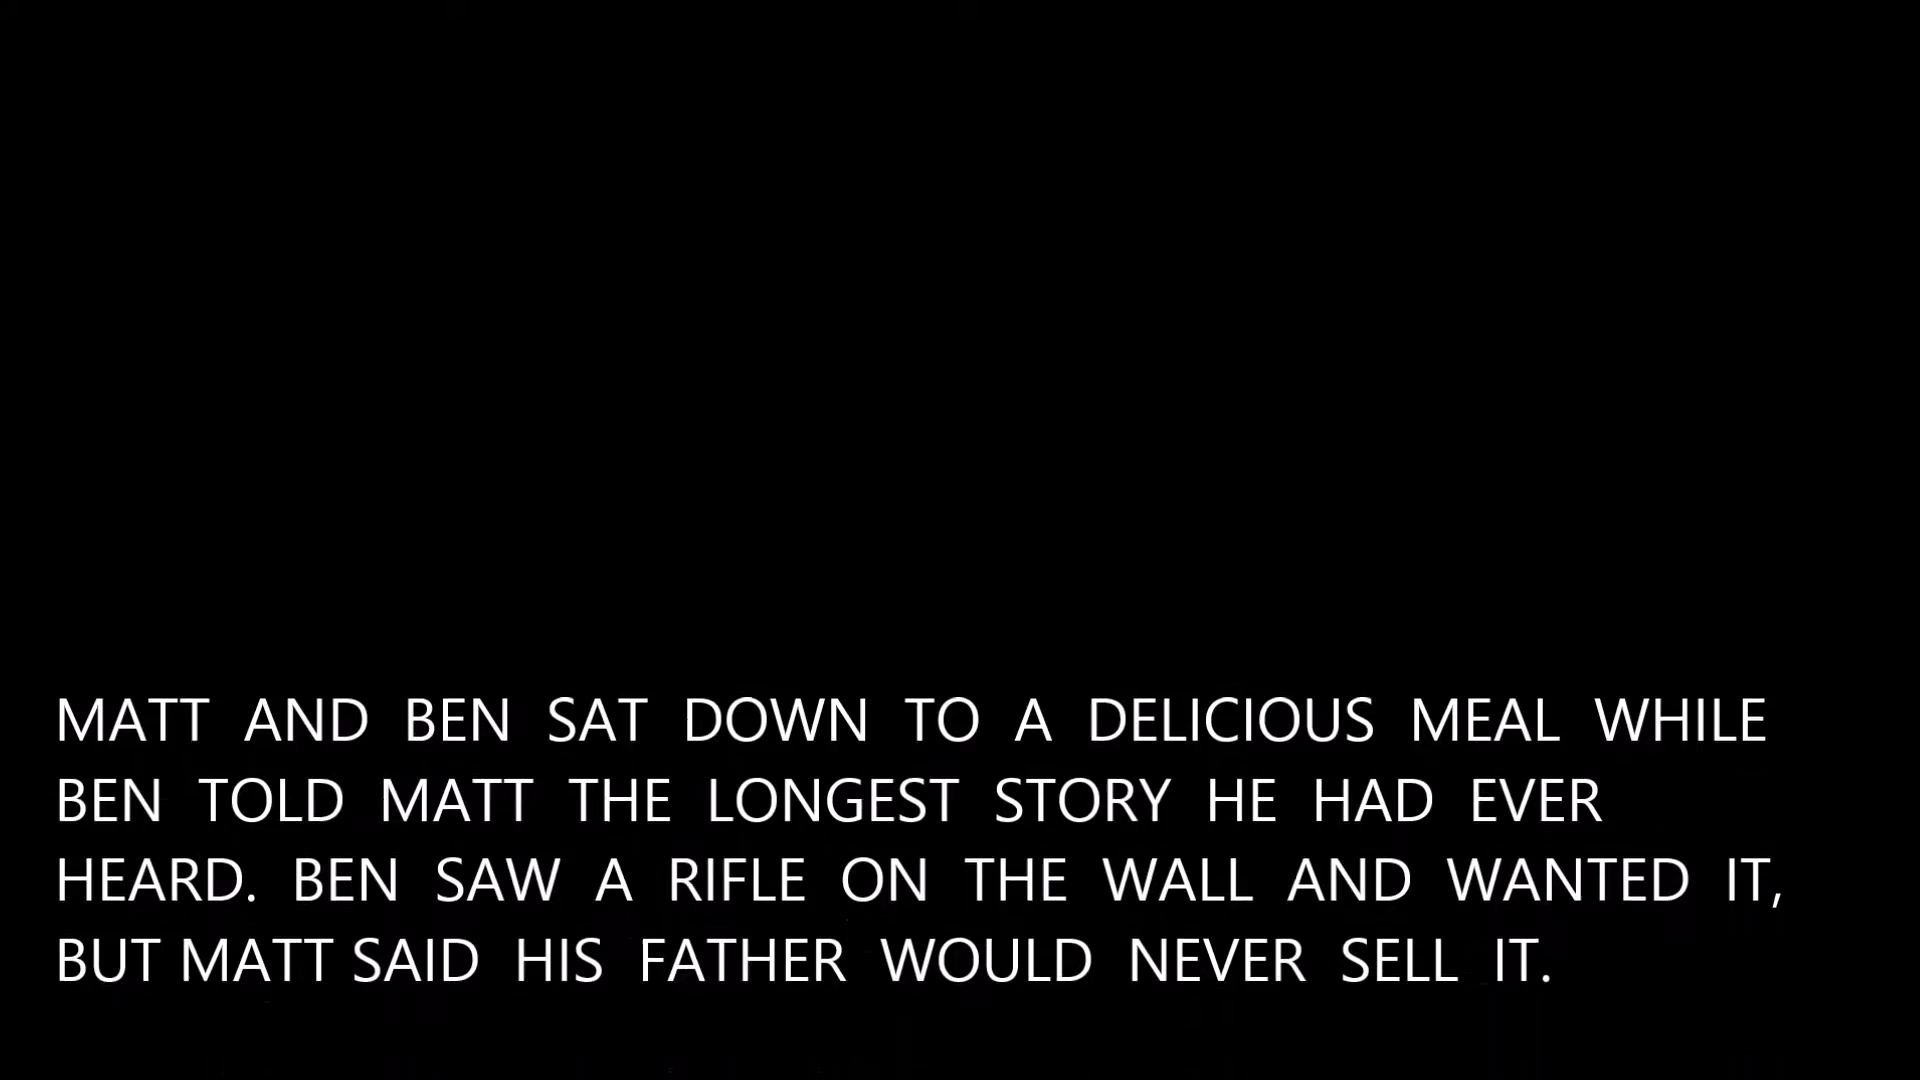 MATT AND BEN SAT DOWN TO A DELICIOUS MEAL WHILE
BEN TOLD MATT THE LONGEST STORY HE HAD EVER
HEARD. BEN SAW A RIFLE ON THE WALL AND WANTED IT,
BUT MATT SAID HIS FATHER WOULD NEVER SELL IT.